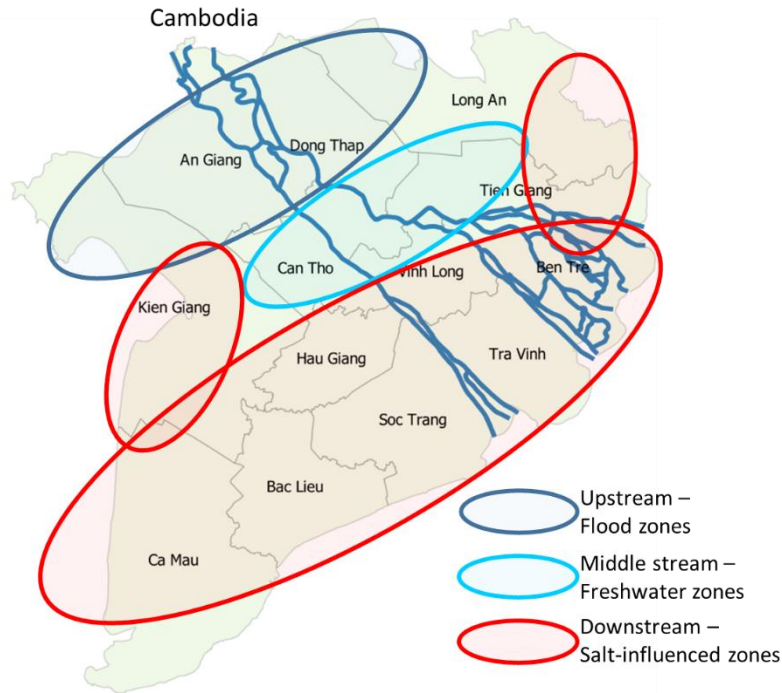 Cambodia
Long An
Dong Thap
An Giang
Tien Giang
Can Tho
Vinh Long
Ben Tre
Kien Giang
Hau Giang
Tra Vinh
Soc Trang
Bac Lieu
Ca Mau
Upstream –
Flood zones
Middle stream –
Freshwater zones
Downstream –
Salt-influenced zones